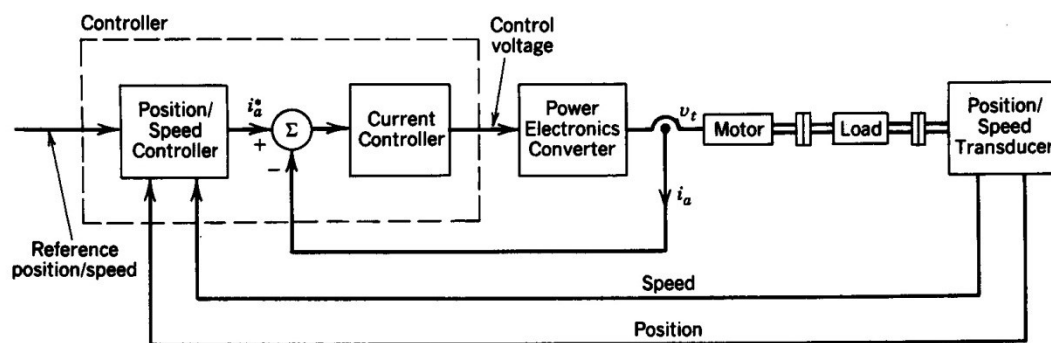 Controller
Control
voltage
Position/
Speed
Controller
i*a
+
Σ
−
Current
Controller
Power
Electronics
Converter
vt
Motor
Load
Position/
Speed
Transducer
ia
Reference
position/speed
Speed
Position